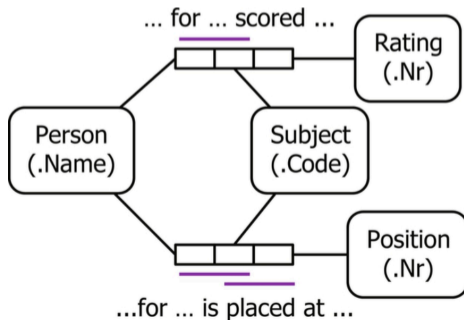 ... for ... scored ...
Rating
(.Nr)
Person
(.Name)
Subject
(.Code)
Position
(.Nr)
...for ... is placed at ...